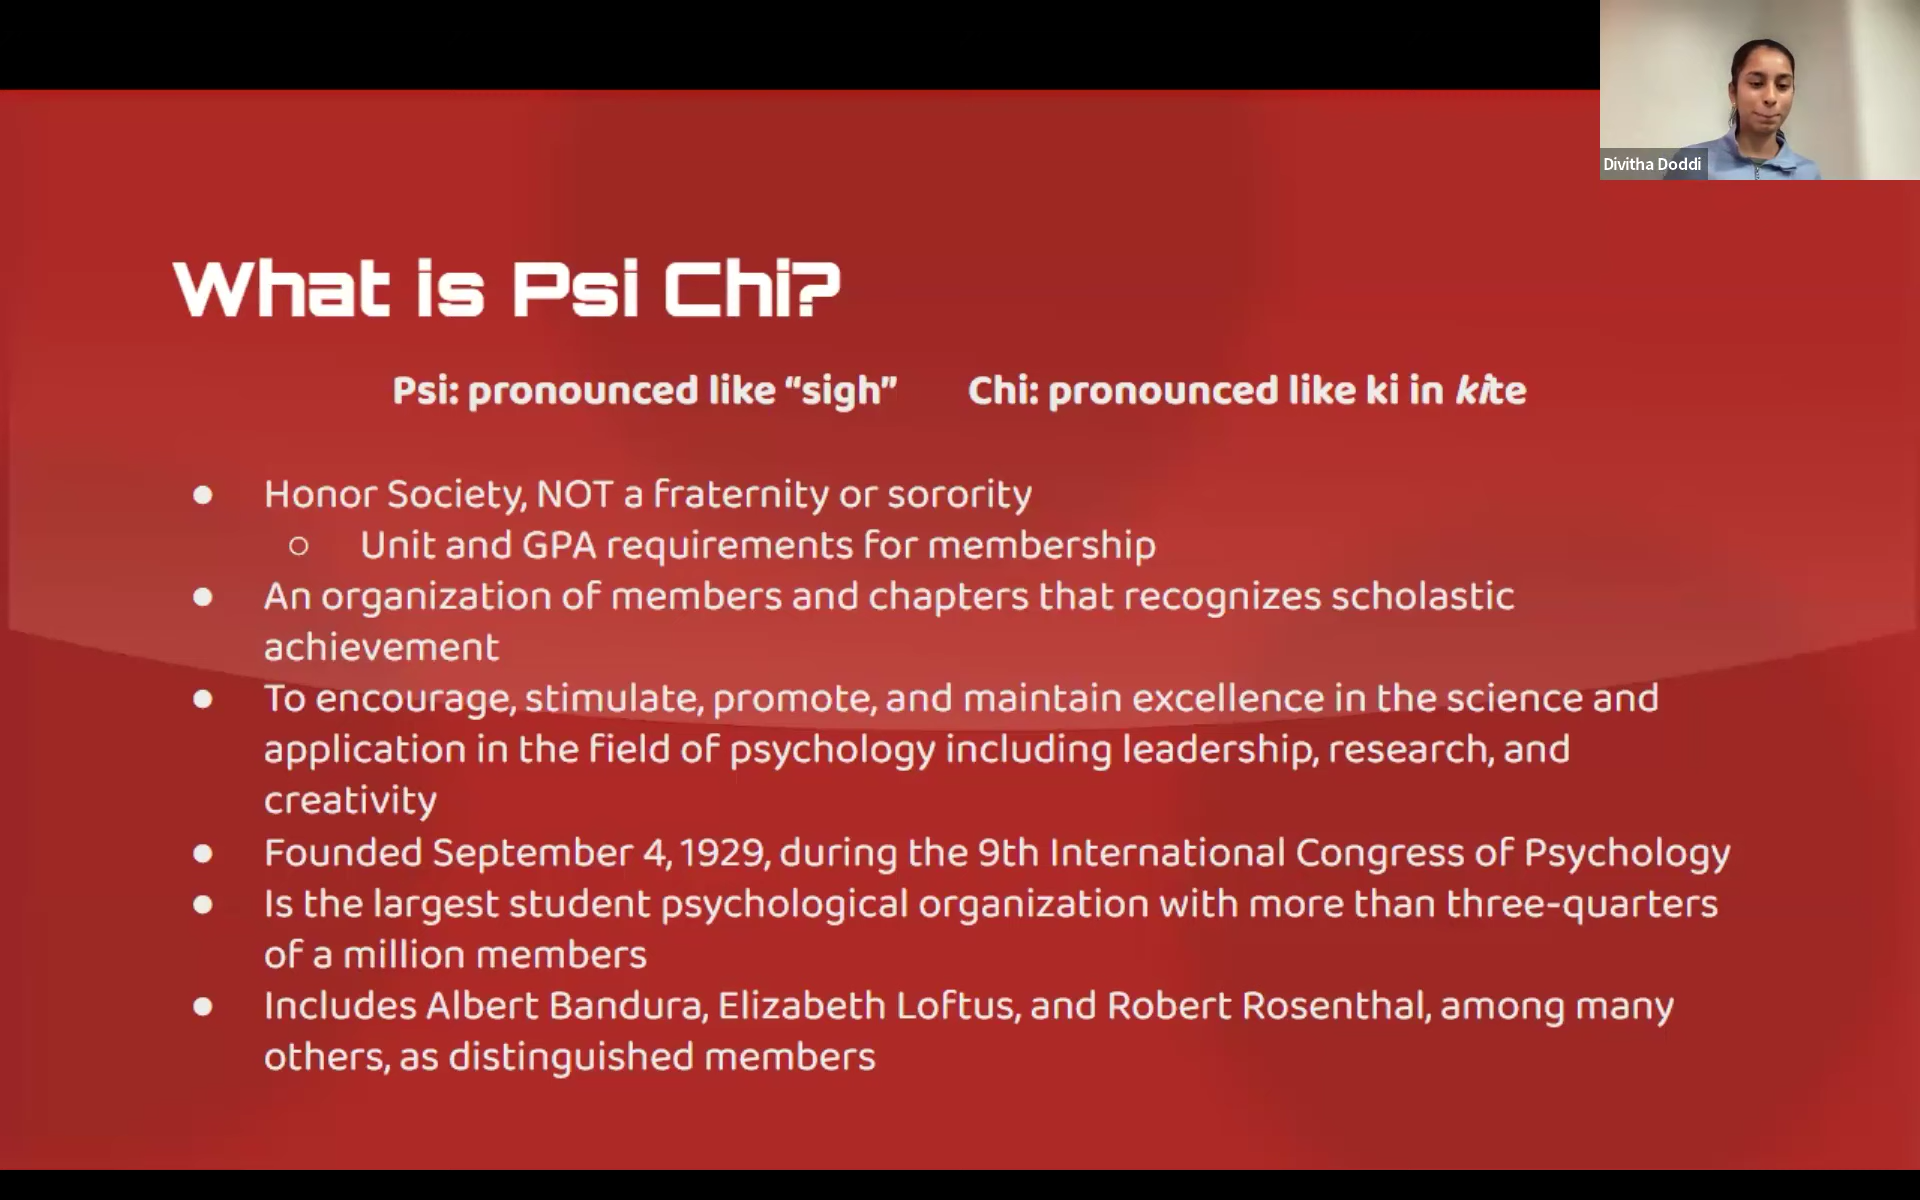 Divitha Doddi
What is Psi Chi?
Psi: pronounced like “sigh” Chi: pronounced like ki in kite
● Honor Society, NOT a fraternity or sorority
○ Unit and GPA requirements for membership
● An organization of members and chapters that recognizes scholastic
achievement
● To encourage, stimulate, promote, and maintain excellence in the science and
application in the field of psychology including leadership, research, and
creativity
● Founded September 4, 1929, during the 9th International Congress of Psychology
● Is the largest student psychological organization with more than three-quarters
of a million members
● Includes Albert Bandura, Elizabeth Loftus, and Robert Rosenthal, among many
others, as distinguished members